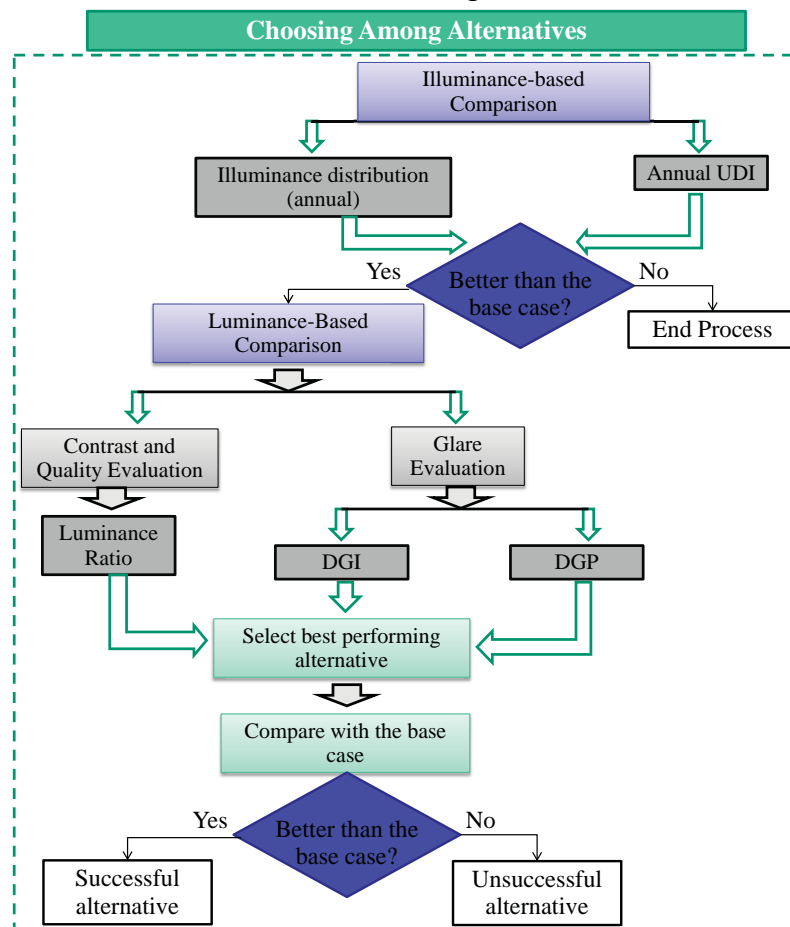 Choosing Among Alternatives
Illuminance-based
Comparison
Illuminance distribution
(annual)
Annual UDI
Better than the
base case?
Yes
No
Luminance-Based
Comparison
End Process
Contrast and
Quality Evaluation
Glare
Evaluation
Luminance
Ratio
DGI
DGP
Select best performing
alternative
Compare with the base
case
Better than the
base case?
Yes
No
Successful
alternative
Unsuccessful
alternative